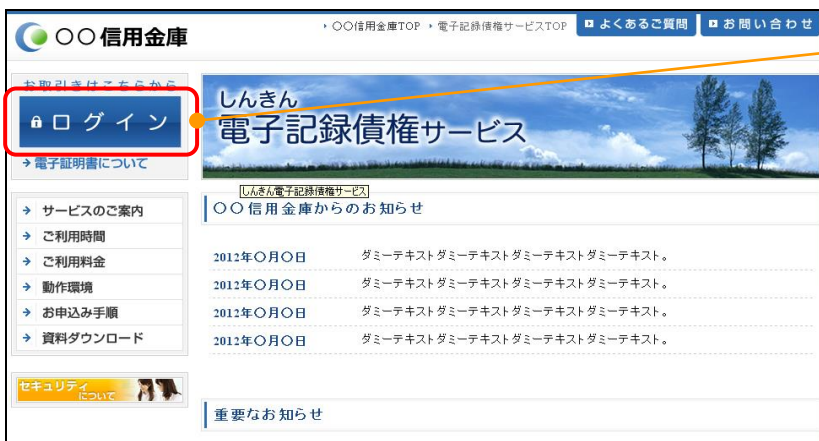 〇〇信用金庫
〇〇信用金庫TOP 電子記録債権サービスTOP よくあるご質問 お問い合わせ
お取引きはこちらから
ログイン
電子証明書について
しんきん
電子記録債権サービス
しんきん電子記録債権サービス
サービスのご案内
ご利用時間
ご利用料金
動作環境
お申込み手順
資料ダウンロード
セキュリティ
について
〇〇信用金庫からのお知らせ
2012年〇月〇日 ダミーテキストダミーテキストダミーテキストダミーテキスト。
2012年〇月〇日 ダミーテキストダミーテキストダミーテキストダミーテキスト。
2012年〇月〇日 ダミーテキストダミーテキストダミーテキストダミーテキスト。
2012年〇月〇日 ダミーテキストダミーテキストダミーテキストダミーテキスト。
重要なお知らせ